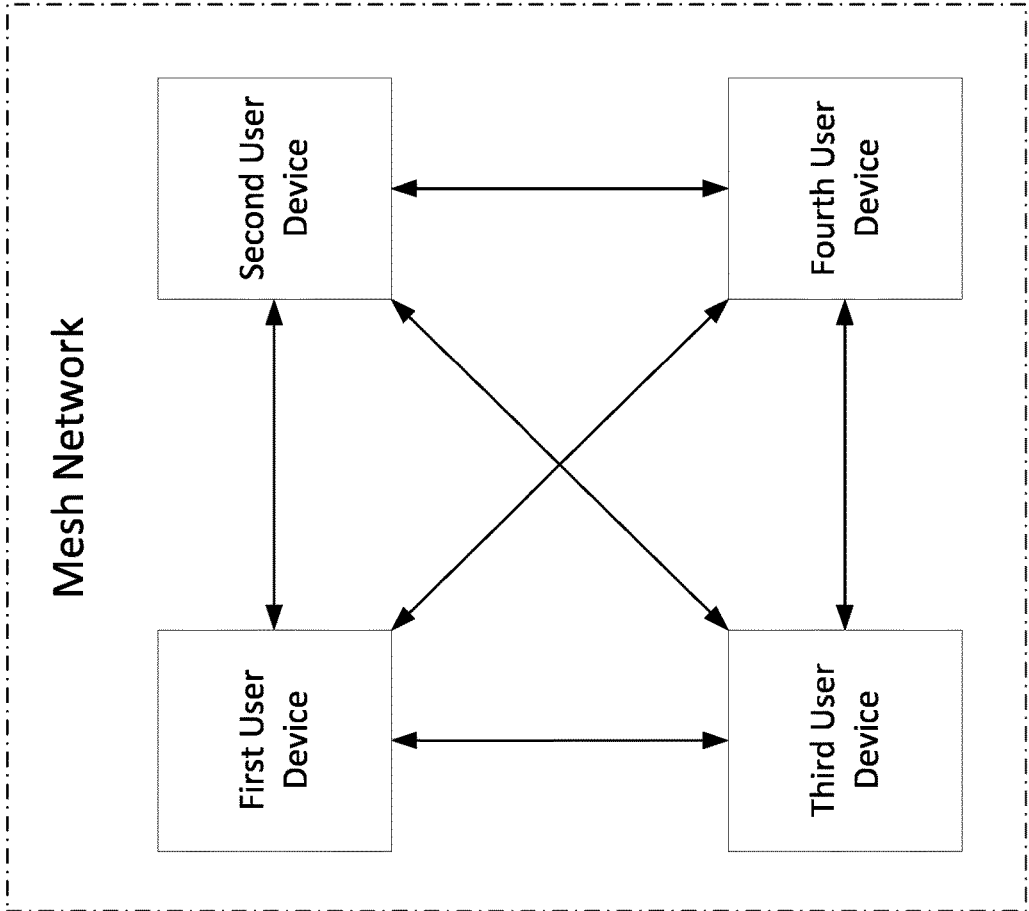 Mesh Network
First User
Device
Second User
Device
Third User
Device
Fourth User
Device